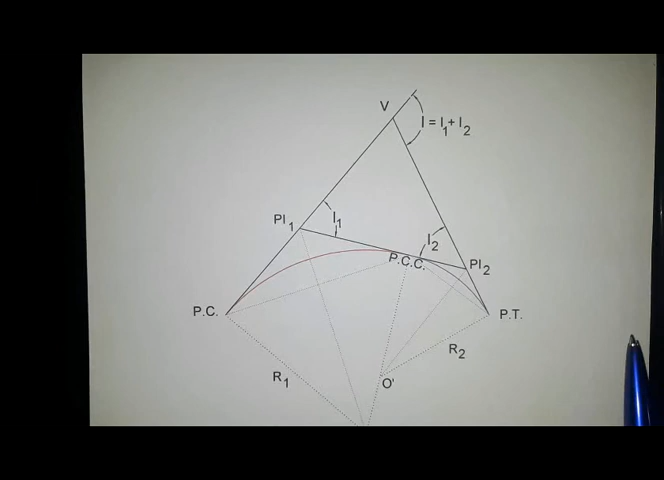 V
I = I1 + I2
PI1
I1
I2
P.C.C.
PI2
P.C.
P.T.
R2
R1
O'